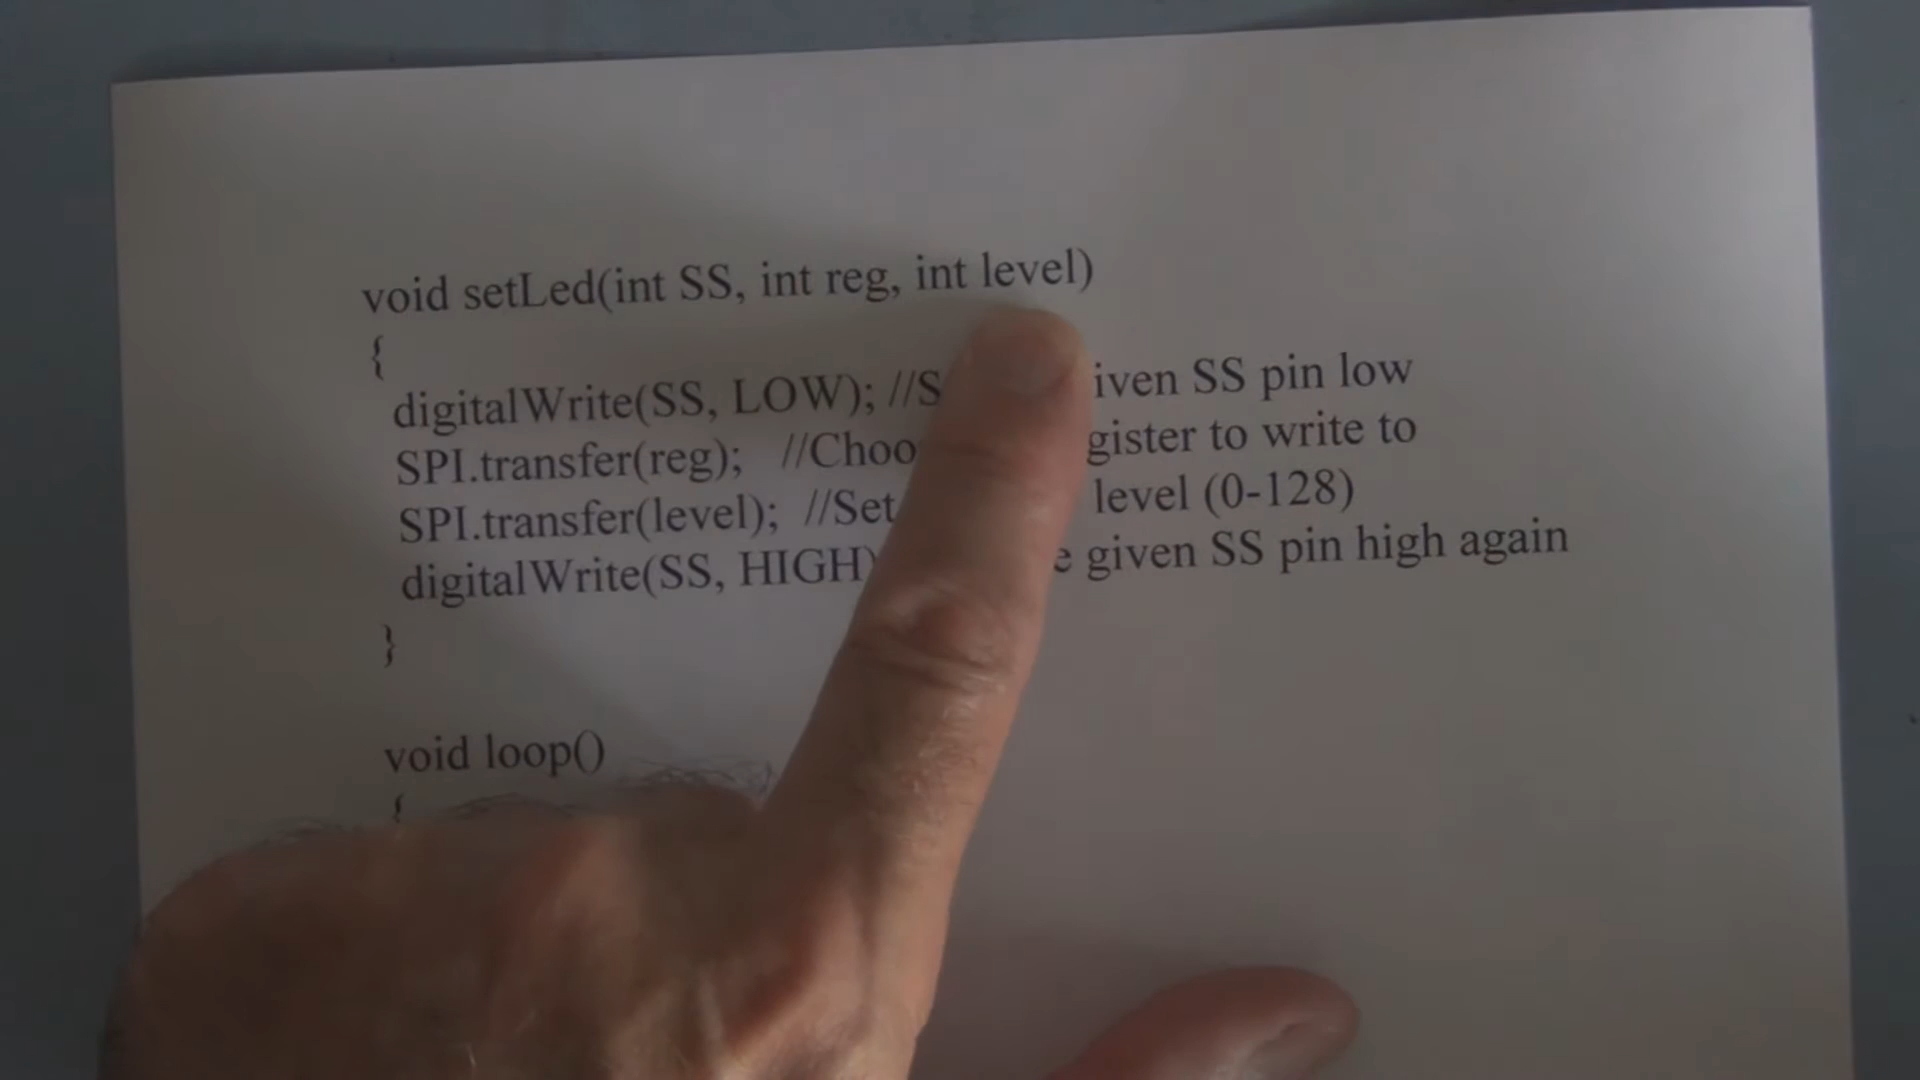 void setLed(int SS, int reg, int level)
{
digitalWrite(SS, LOW); //S iven SS pin low
SPI.transfer(reg); //Choo gister to write to
SPI.transfer(level); //Set level (0-128)
digitalWrite(SS, HIGH) e given SS pin high again
}
void loop()
{